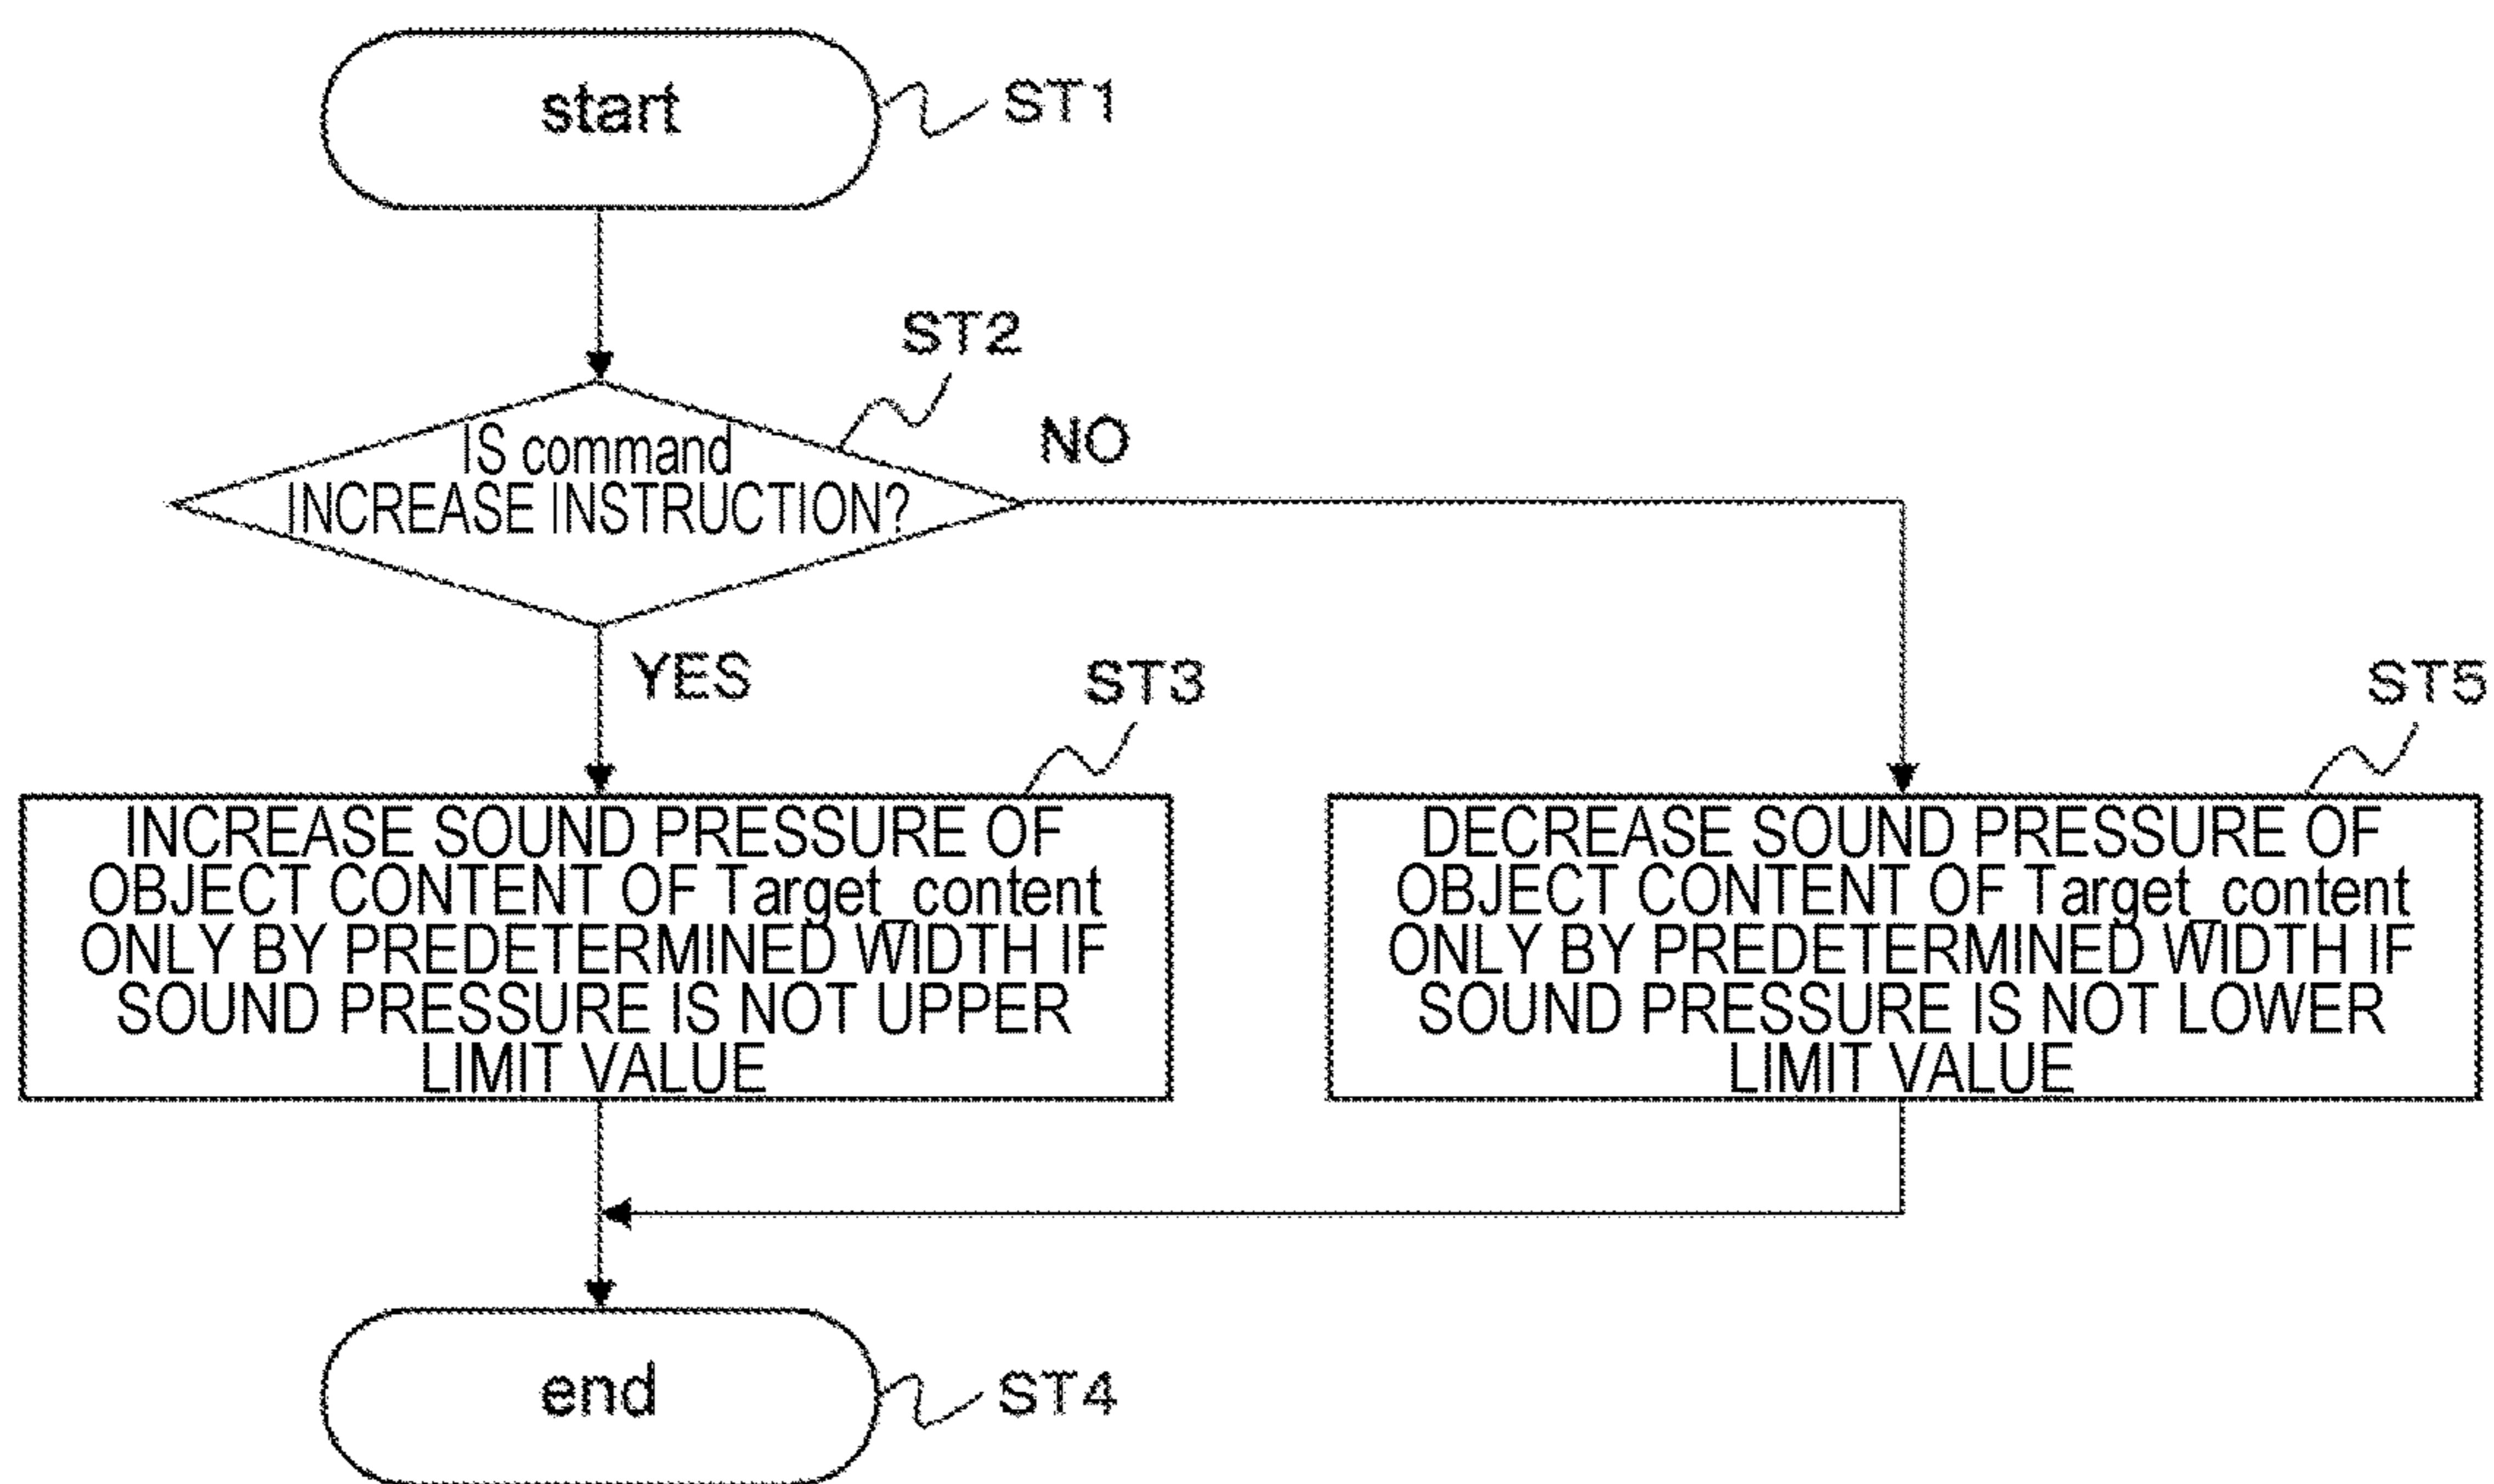 start
ST1
ST2
IS command
INCREASE INSTRUCTION?
NO
YES
ST3
INCREASE SOUND PRESSURE OF
OBJECT CONTENT OF Target_content
ONLY BY PREDETERMINED WIDTH IF
SOUND PRESSURE IS NOT UPPER
LIMIT VALUE
ST5
DECREASE SOUND PRESSURE OF
OBJECT CONTENT OF Target_content
ONLY BY PREDETERMINED WIDTH IF
SOUND PRESSURE IS NOT LOWER
LIMIT VALUE
end
ST4